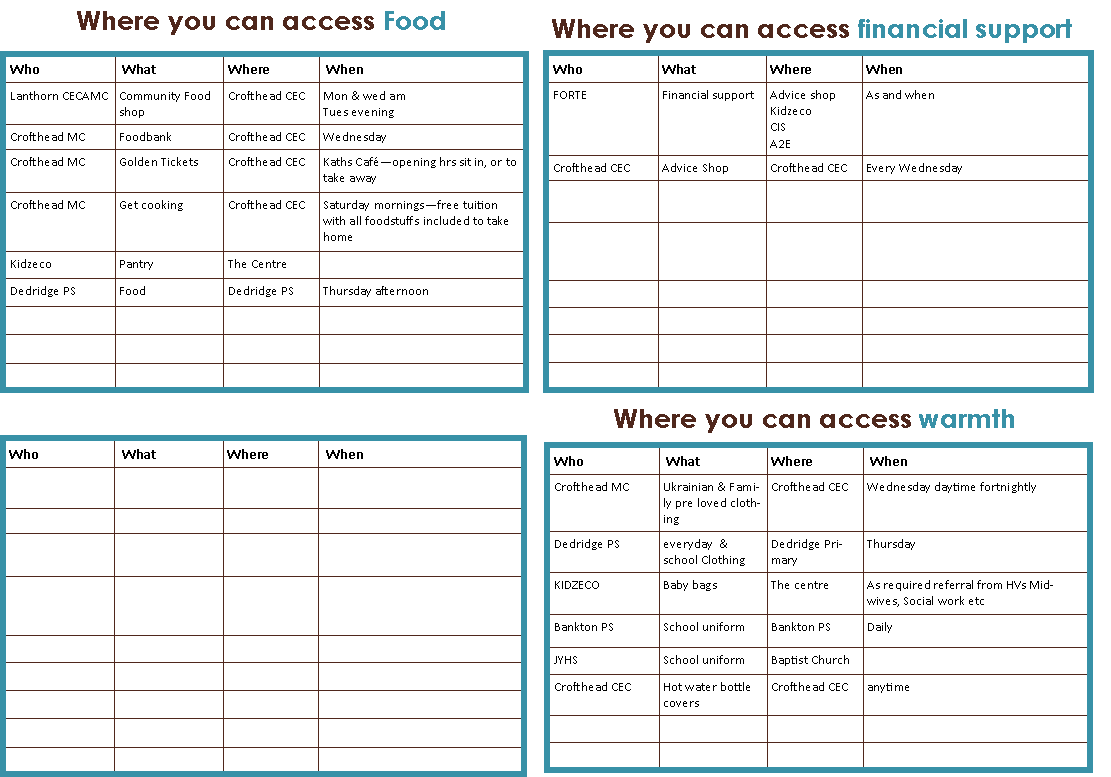 Where you can access Food
Who What Where When
Lanthorn CECAMC Community Food Crofthead CEC Mon & wed am
shop Tues evening
Crofthead MC Foodbank Crofthead CEC Wednesday
Crofthead MC Golden Tickets Crofthead CEC Kaths Café—opening hrs sit in, or to
take away
Crofthead MC Get cooking Crofthead CEC Saturday mornings—free tuition
with all foodstuffs included to take
home
Kidzeco Pantry The Centre
Dedridge PS Food Dedridge PS Thursday afternoon
Where you can access financial support
Who What Where When
FORTE Financial support Advice shop As and when
Kidzeco
CIS
A2E
Crofthead CEC Advice Shop Crofthead CEC Every Wednesday
Who What Where When
Where you can access warmth
Who What Where When
Crofthead MC Ukrainian & Fami- Crofthead CEC Wednesday daytime fortnightly
ly pre loved cloth-
ing
Dedridge PS everyday & Dedridge Pri- Thursday
school Clothing mary
KIDZECO Baby bags The centre As required referral from HVs Mid-
wives, Social work etc
Bankton PS School uniform Bankton PS Daily
JYHS School uniform Baptist Church
Crofthead CEC Hot water bottle Crofthead CEC anytime
covers